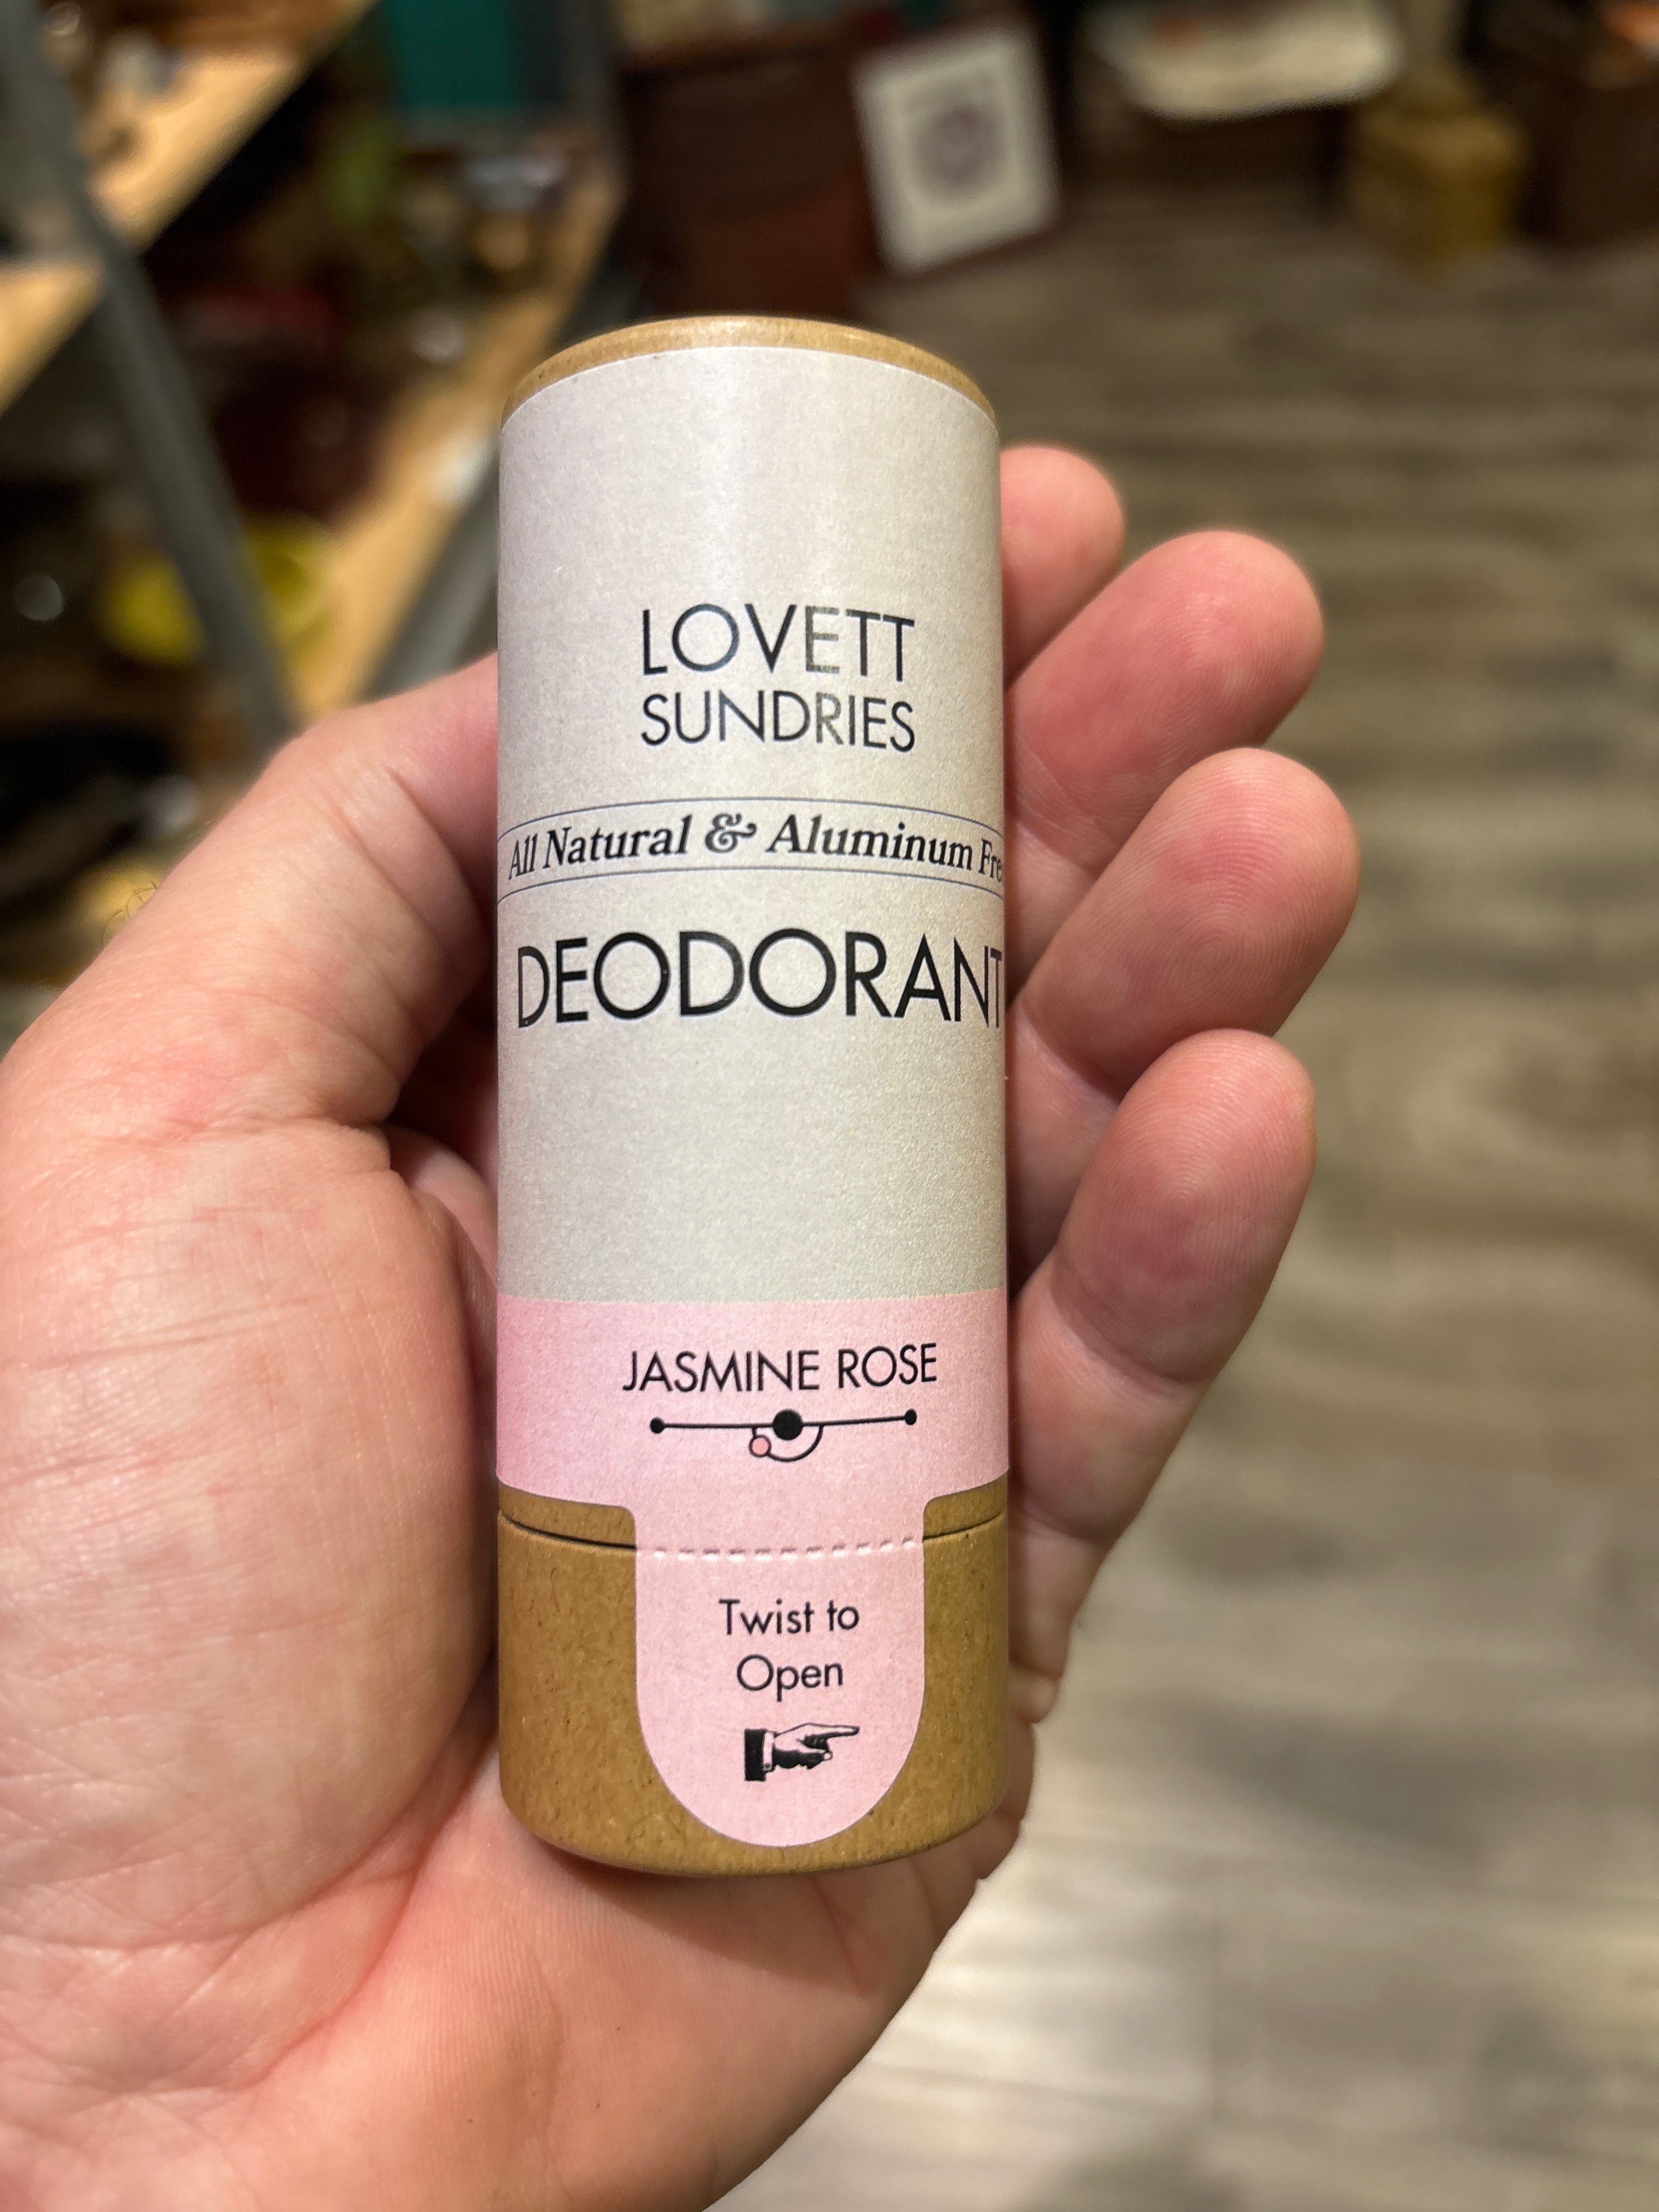 LOVETT
SUNDRIES
All Natural & Aluminum Fre
DEODORANT
JASMINE ROSE
Twist to
Open